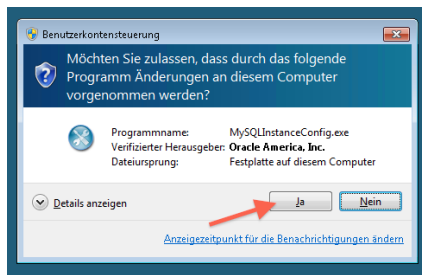 Benutzerkontensteuerung
Möchten Sie zulassen, dass durch das folgende
Programm Änderungen an diesem Computer
vorgenommen werden?
Programmname: MySQLInstanceConfig.exe
Verifizierter Herausgeber: Oracle America, Inc.
Dateiursprung: Festplatte auf diesem Computer
Details anzeigen Ja Nein
Anzeigezeitpunkt für die Benachrichtigungen ändern